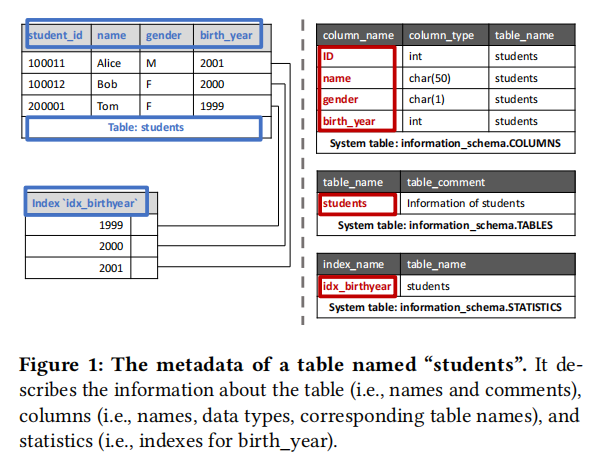 student_id name gender birth_year
100011 Alice M 2001
100012 Bob F 2000
200001 Tom F 1999
Table: students
Index `idx_birthyear`
1999
2000
2001
column_name column_type table_name
ID int students
name char(50) students
gender char(1) students
birth_year int students
System table: information_schema.COLUMNS
table_name table_comment
students Information of students
System table: information_schema.TABLES
index_name table_name
idx_birthyear students
System table: information_schema.STATISTICS
Figure 1: The metadata of a table named “students”. It de-
scribes the information about the table (i.e., names and comments),
columns (i.e., names, data types, corresponding table names), and
statistics (i.e., indexes for birth_year).